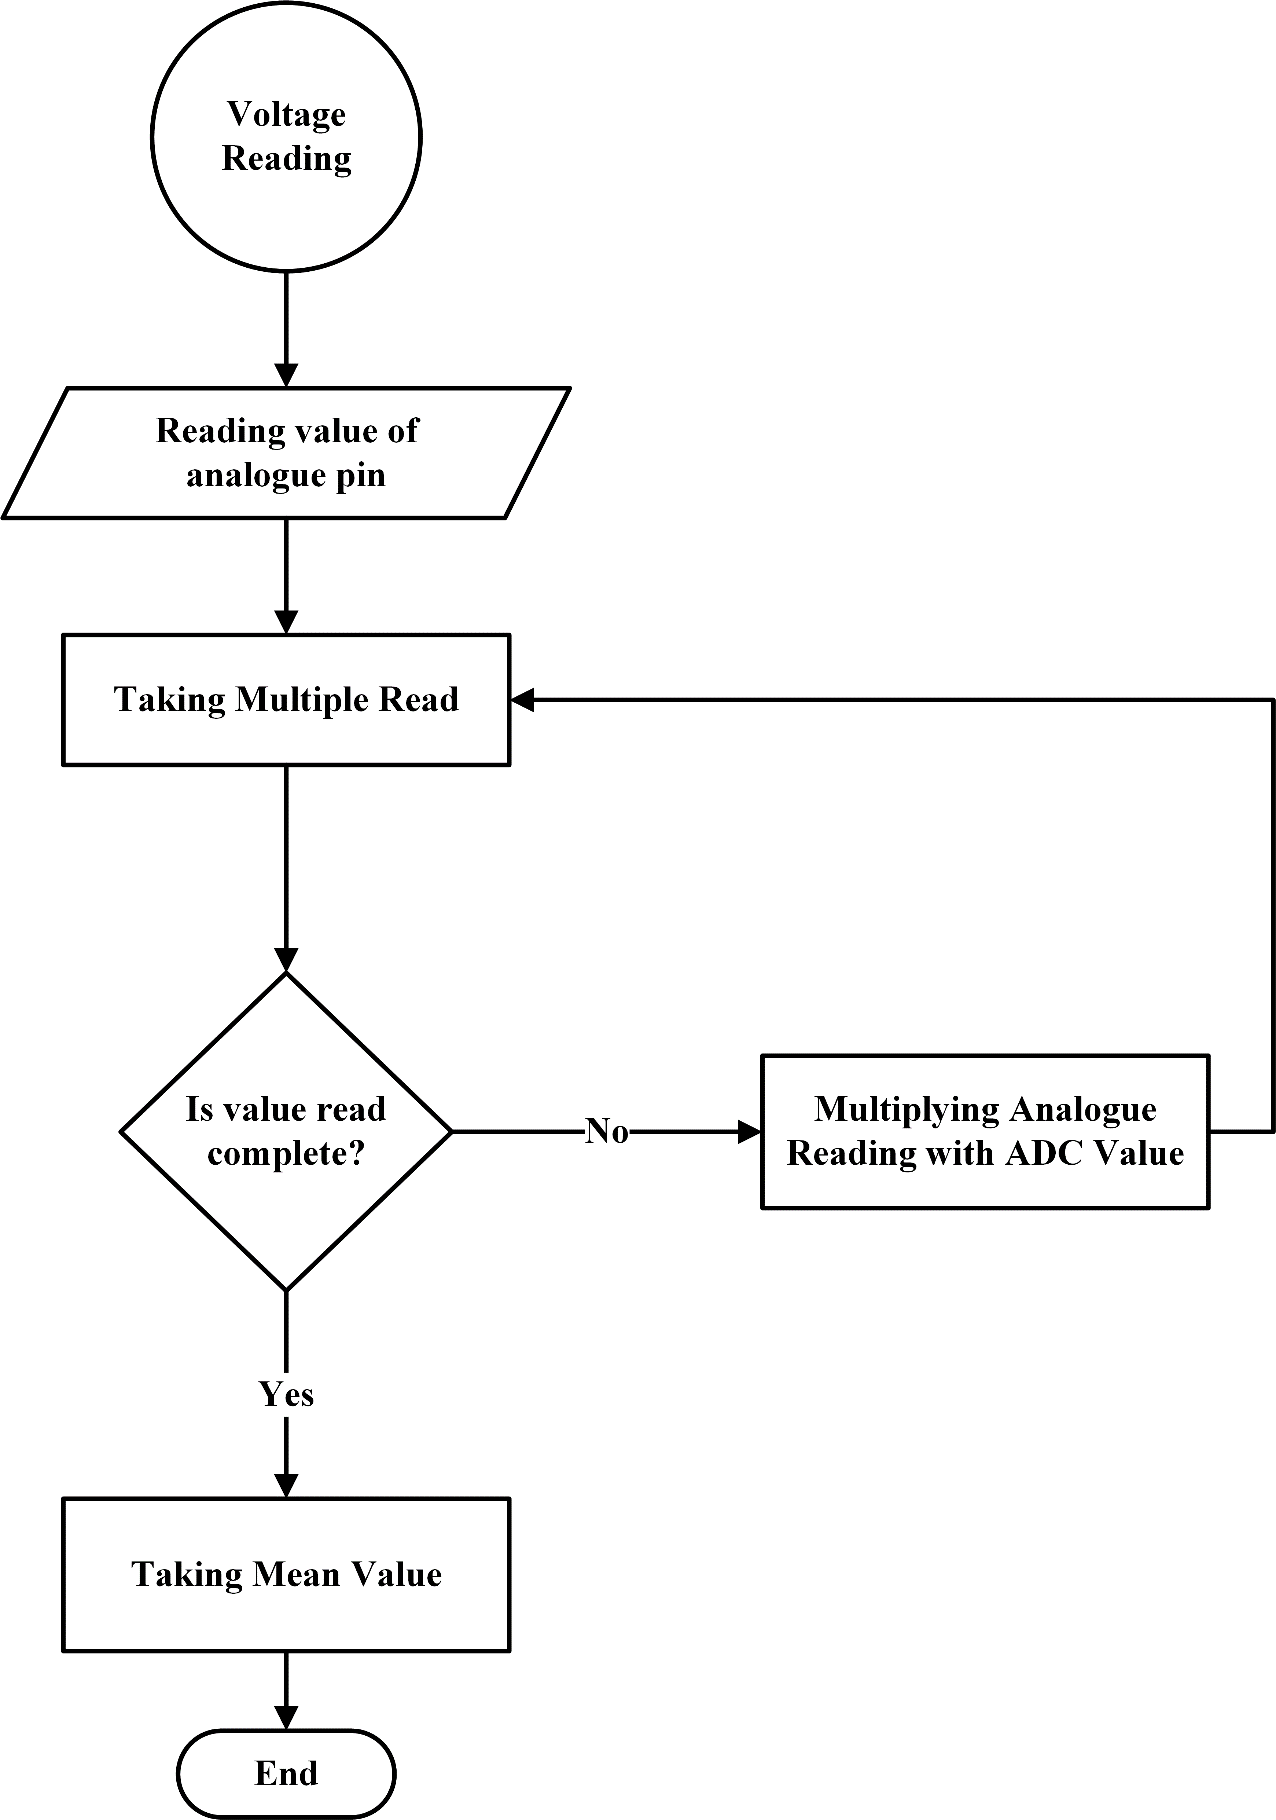 Voltage
Reading
Reading value of
analogue pin
Taking Multiple Read
Is value read
complete?
No
Multiplying Analogue
Reading with ADC Value
Yes
Taking Mean Value
End